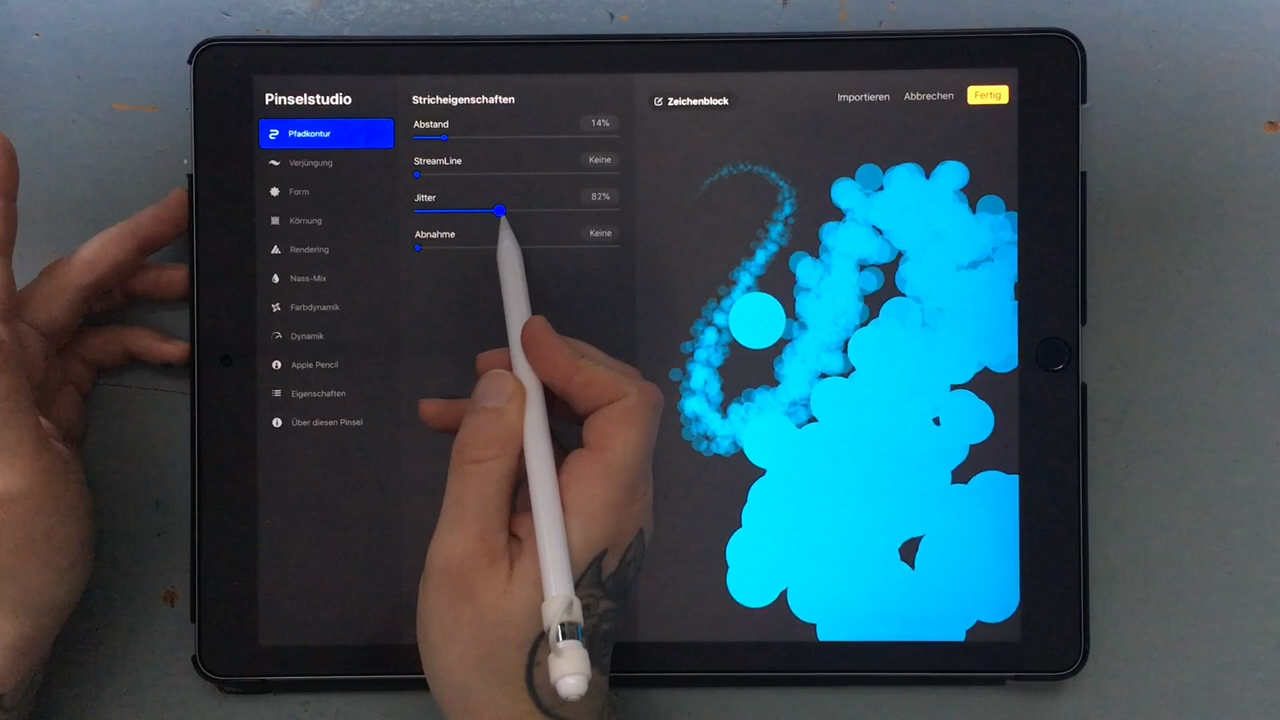 Pinselstudio
Pfadkontur
Verjüngung
Form
Körnung
Rendering
Nass-Mix
Farbdynamik
Dynamik
Apple Pencil
Eigenschaften
Über diesen Pinsel
Stricheigenschaften
Abstand 14%
StreamLine Keine
Jitter 82%
Abnahme Keine
Zeichenblock
Importieren Abbrechen Fertig